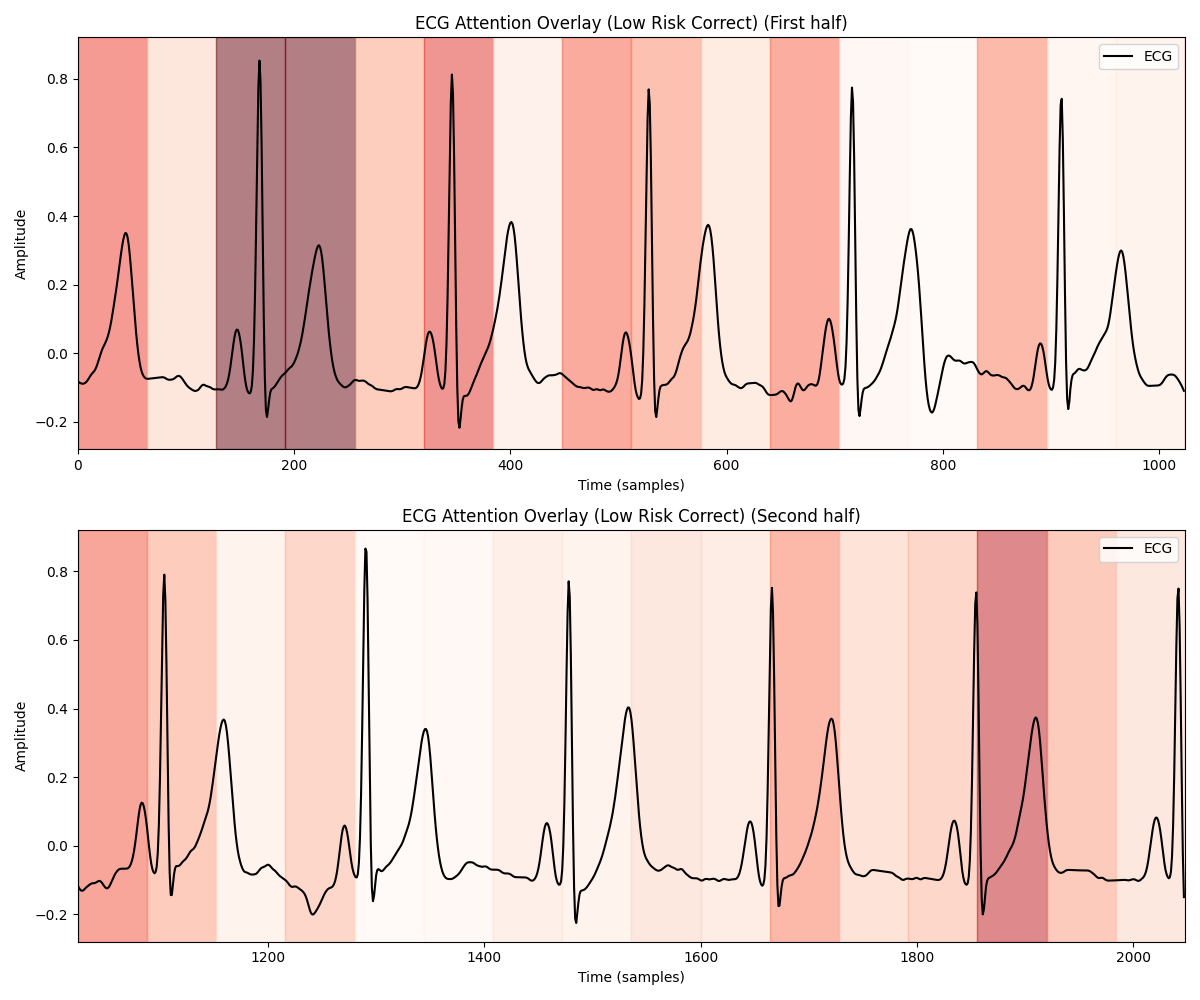 ECG Attention Overlay (Low Risk Correct) (First half)
ECG
0.8
0.6
0.4
0.2
0.0
−0.2
Amplitude
0 200 400 600 800 1000
Time (samples)
ECG Attention Overlay (Low Risk Correct) (Second half)
ECG
0.8
0.6
0.4
0.2
0.0
−0.2
Amplitude
1200 1400 1600 1800 2000
Time (samples)